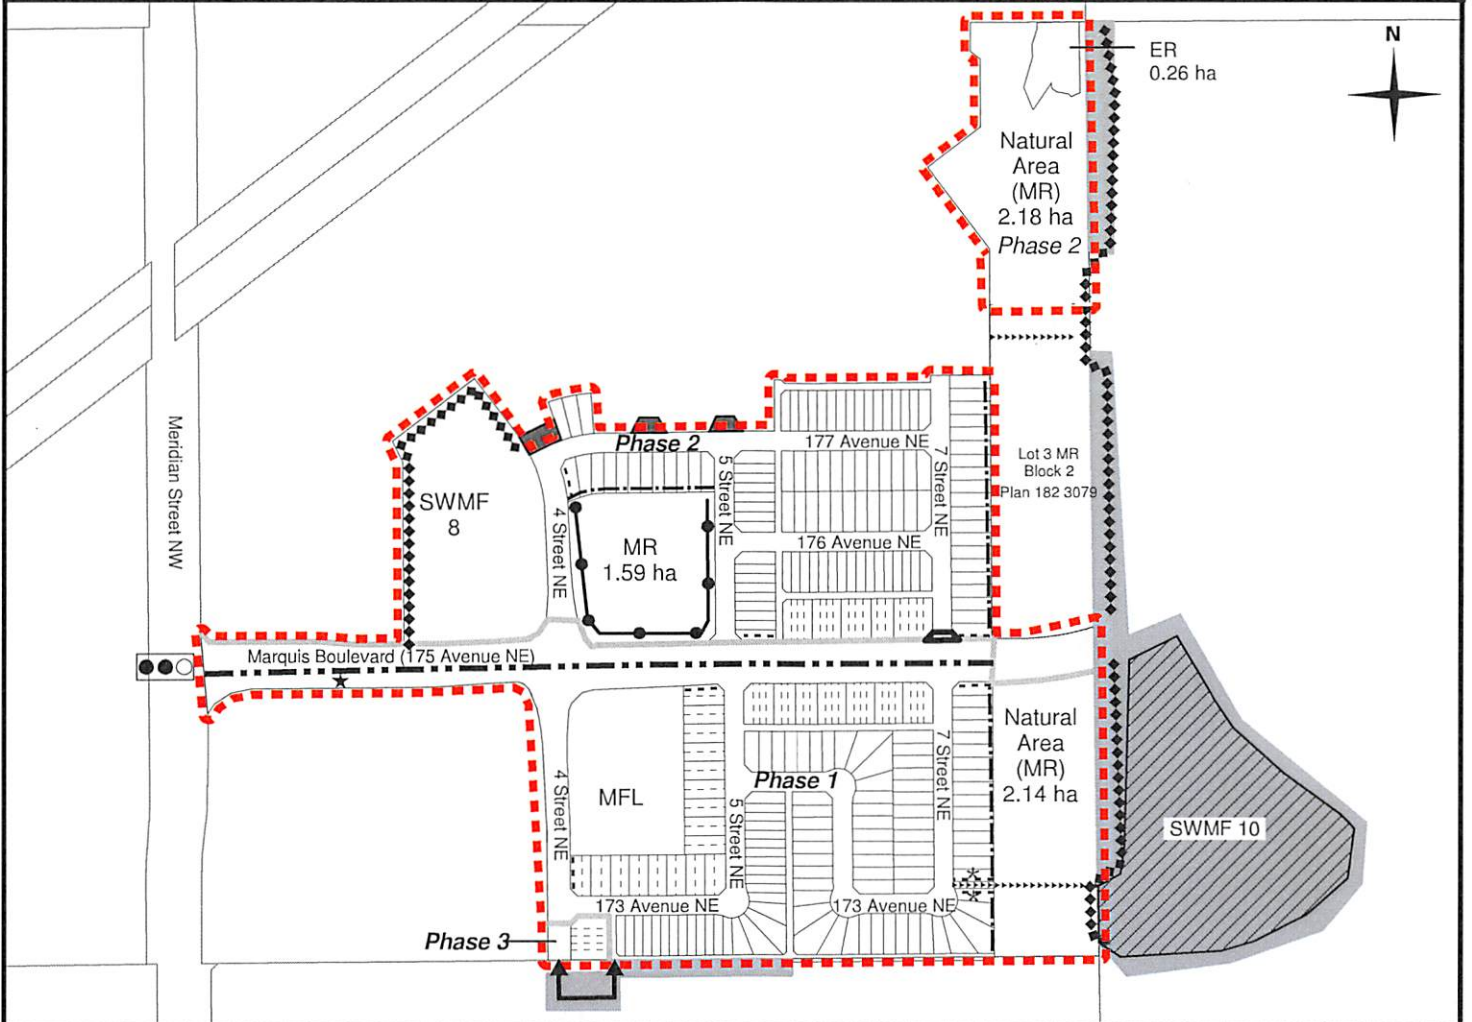 N
ER
0.26 ha
Natural
Area
(MR)
2.18 ha
Phase 2
Meridian Street NW
Phase 2
177 Avenue NE
Lot 3 MR
Block 2
Plan 182 3079
SWMF
8
4 Street NE
5 Street NE
7 Street NE
MR
1.59 ha
176 Avenue NE
Marquis Boulevard (175 Avenue NE)
Natural
Area
(MR)
2.14 ha
Phase 1
MFL
4 Street NE
5 Street NE
7 Street NE
SWMF 10
173 Avenue NE
173 Avenue NE
Phase 3